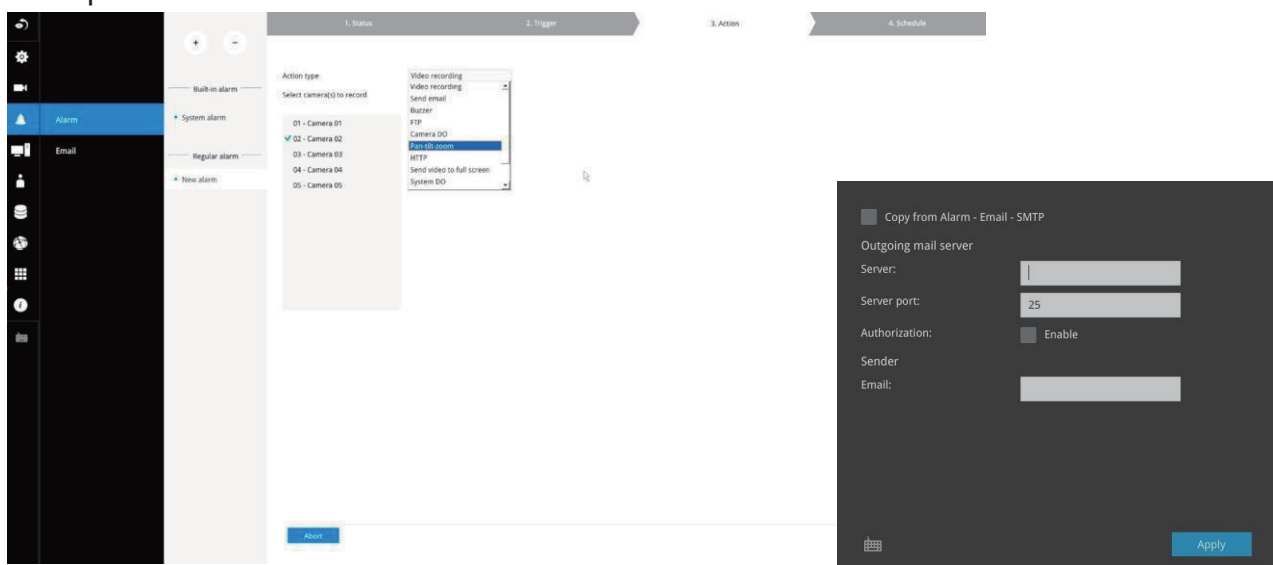 1. Status
2. Trigger
3. Action
4. Schedule
+ -
Alarm
Email
Built-in alarm
System alarm
Regular alarm
New alarm
Action type
Select camera(s) to record
01 - Camera 01
02 - Camera 02
03 - Camera 03
04 - Camera 04
05 - Camera 05
Video recording
Video recording
Send email
Buzzer
FTP
Camera DO
Pan-tilt-zoom
HTTP
Send video to full screen
System DO
Abort
Copy from Alarm - Email - SMTP
Outgoing mail server
Server:
Server port: 25
Authorization: Enable
Sender
Email:
Apply